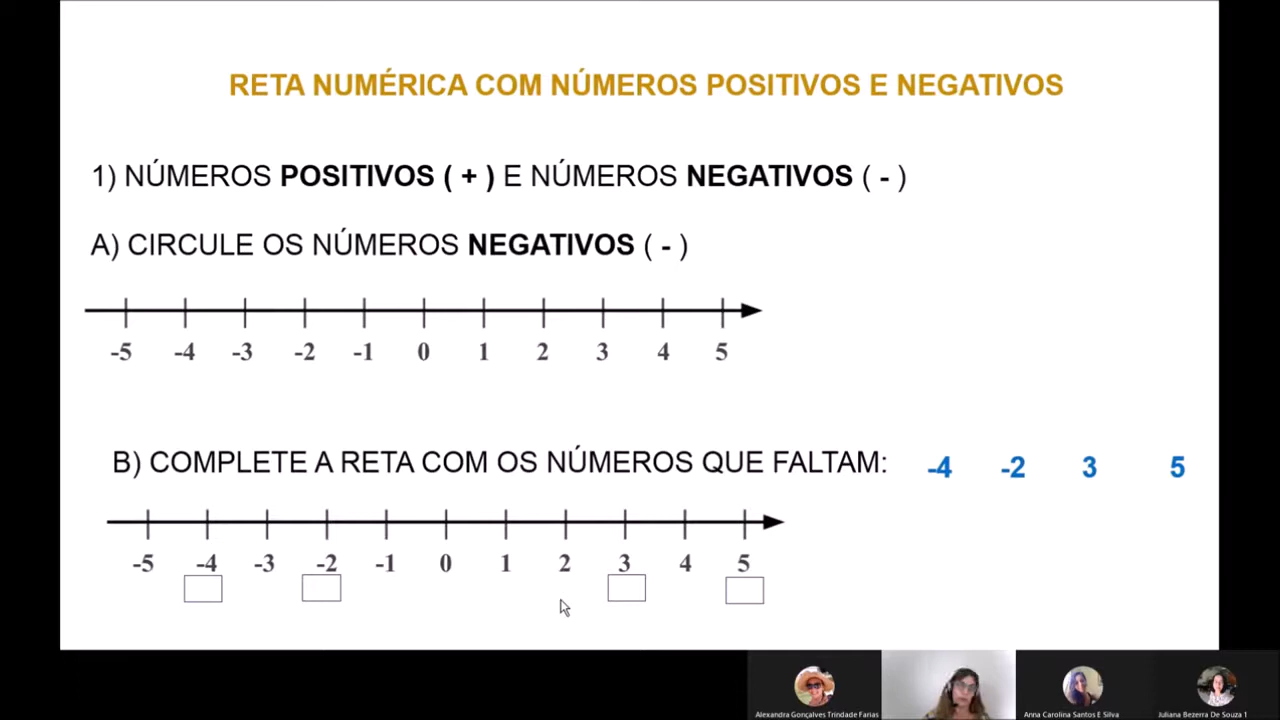 RETA NUMÉRICA COM NÚMEROS POSITIVOS E NEGATIVOS
1) NÚMEROS POSITIVOS ( + ) E NÚMEROS NEGATIVOS ( - )
A) CIRCULE OS NÚMEROS NEGATIVOS ( - )
-5 -4 -3 -2 -1 0 1 2 3 4 5
B) COMPLETE A RETA COM OS NÚMEROS QUE FALTAM: -4 -2 3 5
-5 -4 -3 -2 -1 0 1 2 3 4 5
Alexandra Gonçalves Trindade Farias Anna Carolina Santos E Silva Juliana Bezerra De Souza 1